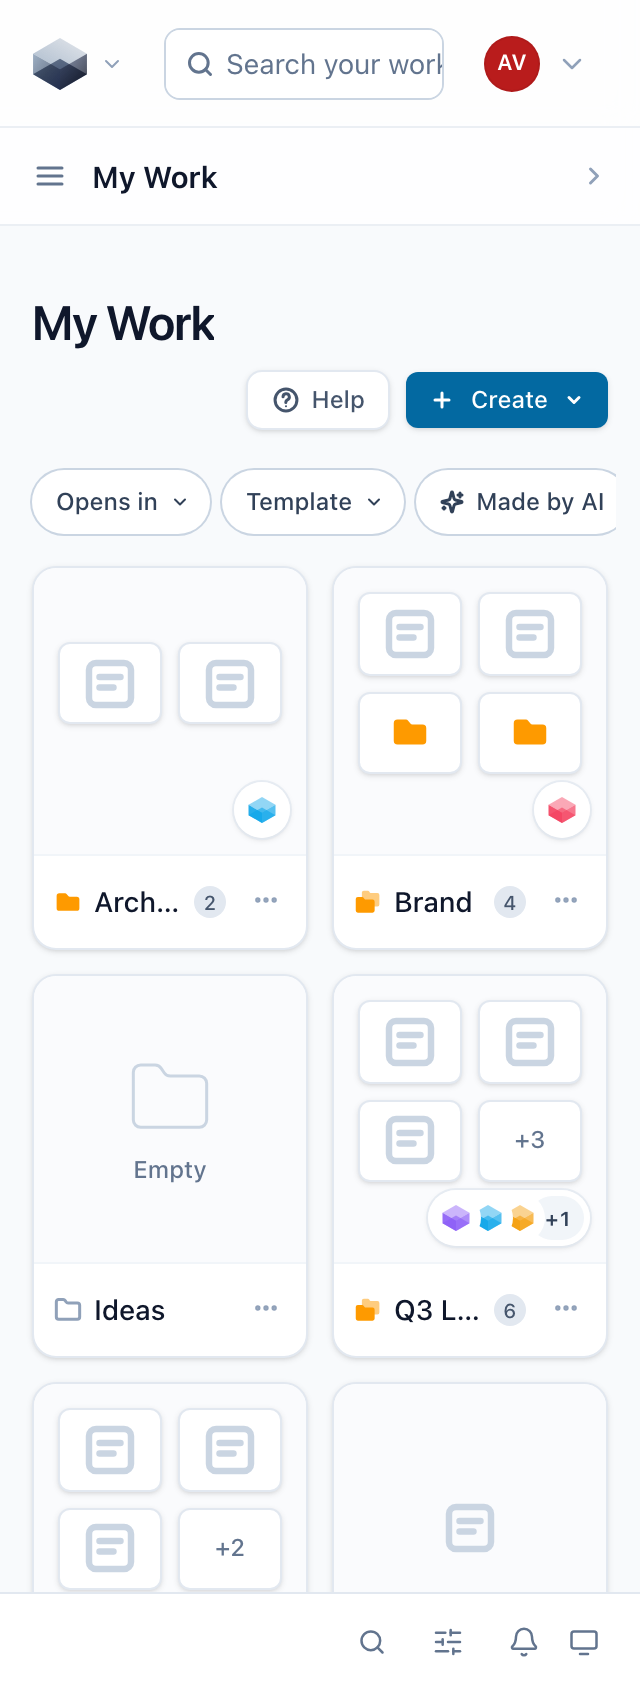 Search your work
AV
My Work
My Work
Help
Create
Opens in
Template
Made by AI
Arch...
2
Brand
4
Empty
+3
+1
Ideas
Q3 L...
6
+2